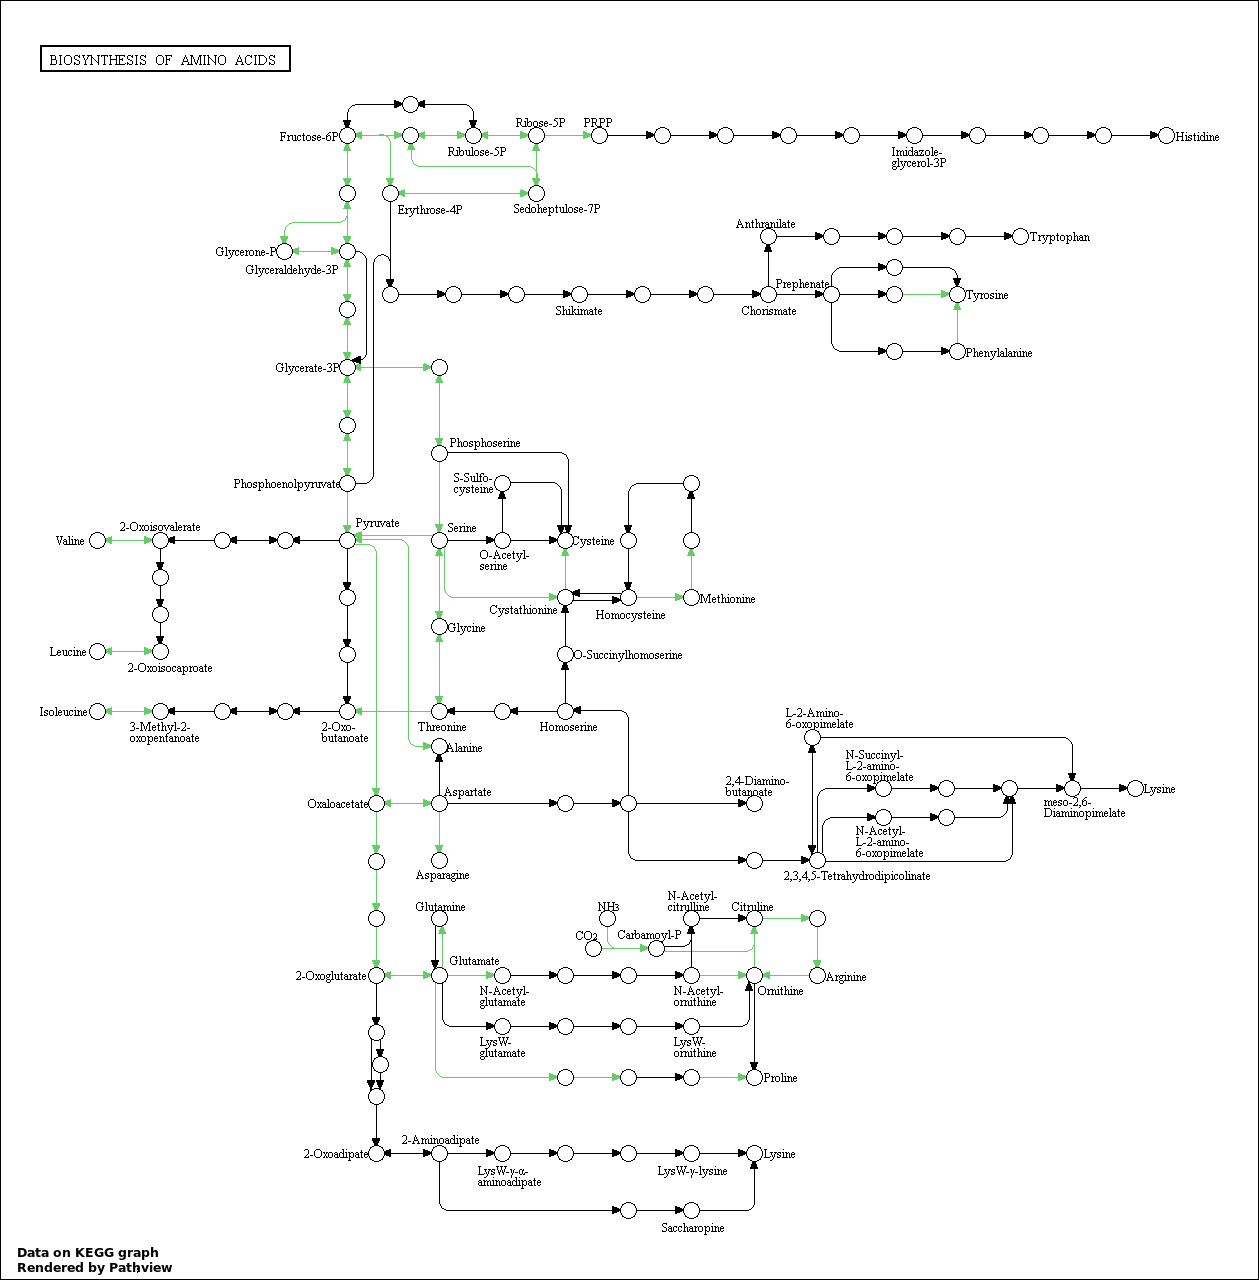 BIOSYNTHESIS OF AMINO ACIDS
Fructose-6P
Ribulose-5P
Ribose-5P
PRPP
Imidazole-
glycerol-3P
Histidine
Erythrose-4P
Sedoheptulose-7P
Glycerone-P
Glyceraldehyde-3P
Anthranilate
Tryptophan
Shikimate
Chorismate
Prephenate
Tyrosine
Phenylalanine
Glycerate-3P
Phosphoserine
Phosphoenolpyruvate
S-Sulfo-
cysteine
Valine
2-Oxoisovalerate
Pyruvate
Serine
O-Acetyl-
serine
Cysteine
Cystathionine
Homocysteine
Methionine
Glycine
Leucine
2-Oxoisocaproate
O-Succinylhomoserine
Isoleucine
3-Methyl-2-
oxopentanoate
2-Oxo-
butanoate
Threonine
Homoserine
Alanine
L-2-Amino-
6-oxopimelate
N-Succinyl-
L-2-amino-
6-oxopimelate
Oxaloacetate
Aspartate
2,4-Diamino-
butanoate
meso-2,6-
Diaminopimelate
Lysine
N-Acetyl-
L-2-amino-
6-oxopimelate
Asparagine
2,3,4,5-Tetrahydrodipicolinate
Glutamine
NH3
N-Acetyl-
citrulline
Citruline
CO2
Carbamoyl-P
2-Oxoglutarate
Glutamate
N-Acetyl-
glutamate
N-Acetyl-
ornithine
Ornithine
Arginine
LysW-
glutamate
LysW-
ornithine
Proline
2-Oxoadipate
2-Aminoadipate
LysW-γ-α-
aminoadipate
LysW-γ-lysine
Lysine
Saccharopine
Data on KEGG graph
Rendered by Pathview